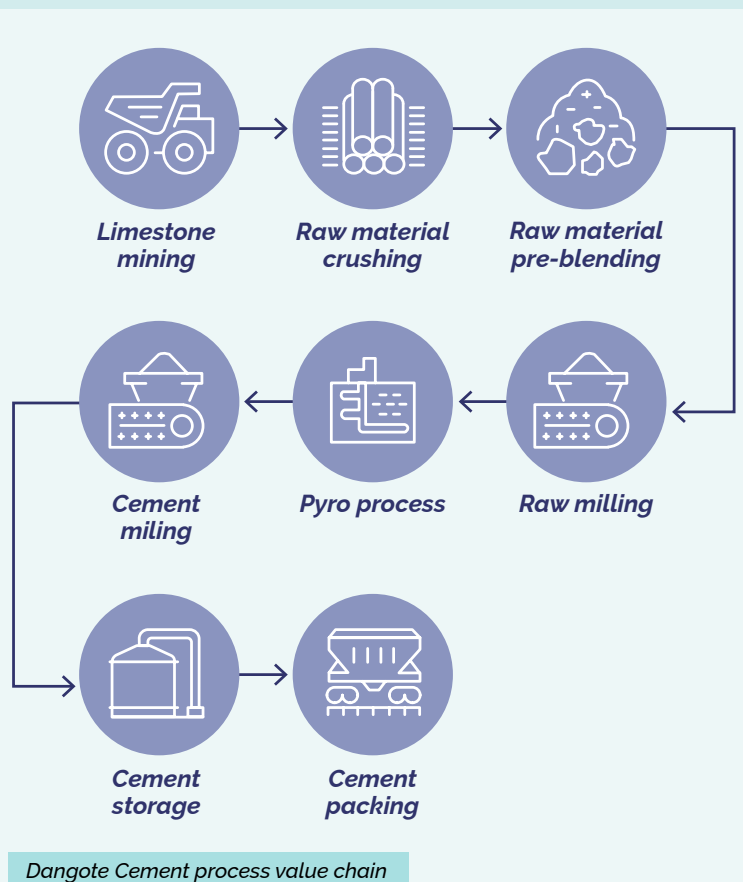 Limestone
mining
Raw material
crushing
Raw material
pre-blending
Raw milling
Pyro process
Cement
miling
Cement
storage
Cement
packing
Dangote Cement process value chain